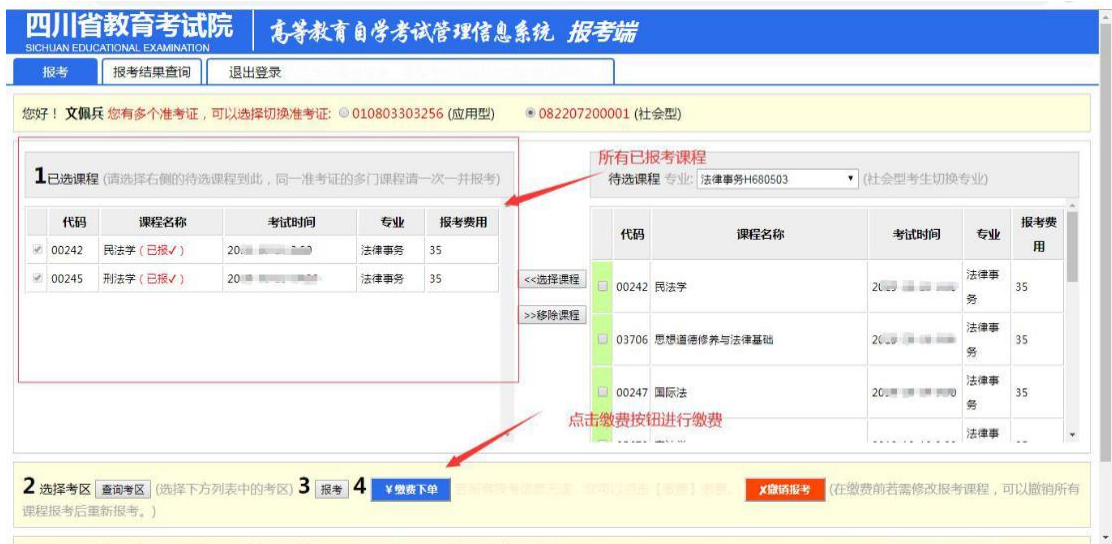 四川省教育考试院
SICHUAN EDUCATIONAL EXAMINATION
高等教育自学考试管理信息系统 报考端
报考 报考结果查询 退出登录
您好！ 文佩兵 您有多个准考证，可以选择切换准考证: 010803303256 (应用型) 082207200001 (社会型)
所有已报考课程
1已选课程 (请选择右侧的待选课程到此，同一准考证的多门课程请一次一并报考)
代码 课程名称 考试时间 专业 报考费用
00242 民法学 ( 已报✓ ) 20 法律事务 35
00245 刑法学 ( 已报✓ ) 20 法律事务 35
<<选择课程
>>移除课程
待选课程 专业: 法律事务H680503 (社会型考生切换专业)
代码 课程名称 考试时间 专业 报考费用
00242 民法学 法律事务 35
03706 思想道德修养与法律基础 法律事务 35
00247 国际法 法律事务 35
法律事
点击缴费按钮进行缴费
2 选择考区 查询考区 (选择下方列表中的考区) 3 报考 4 ¥缴费下单 X撤销报考 (在缴费前若需修改报考课程，可以撤销所有
课程报考后重新报考。)